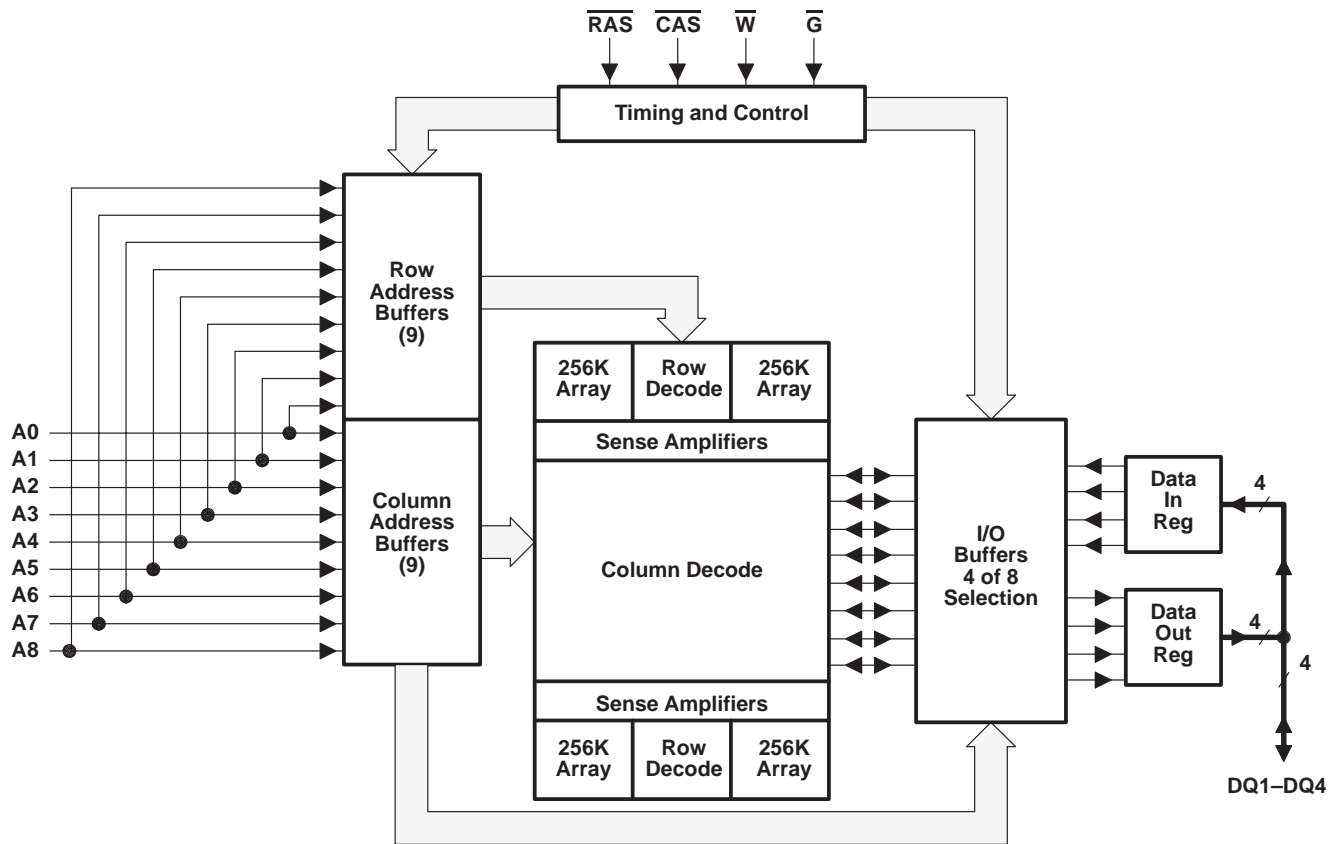 RAS CAS W G
Timing and Control
Row
Address
Buffers
(9)
256K
Array
Row
Decode
256K
Array
Sense Amplifiers
A0
A1
A2
A3
A4
A5
A6
A7
A8
Column
Address
Buffers
(9)
Column Decode
I/O
Buffers
4 of 8
Selection
Data
In
Reg
4
Data
Out
Reg
4
4
Sense Amplifiers
256K
Array
Row
Decode
256K
Array
DQ1–DQ4